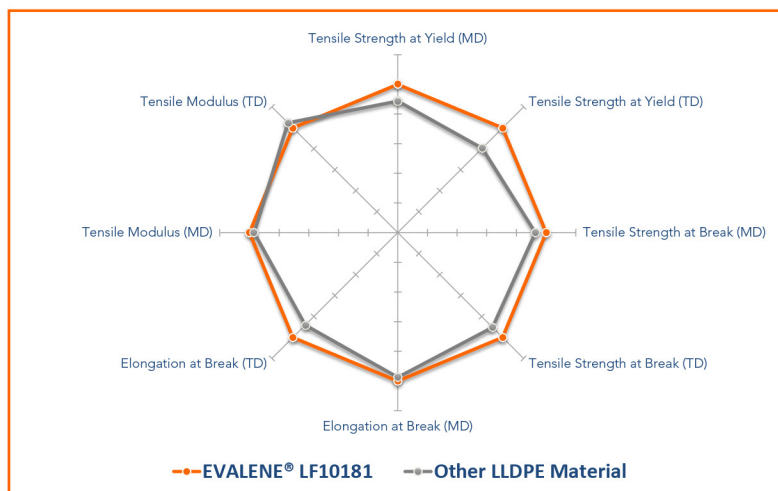 Tensile Strength at Yield (MD)
Tensile Modulus (TD)
Tensile Strength at Yield (TD)
Tensile Modulus (MD)
Tensile Strength at Break (MD)
Elongation at Break (TD)
Tensile Strength at Break (TD)
Elongation at Break (MD)
EVALENE® LF10181
Other LLDPE Material